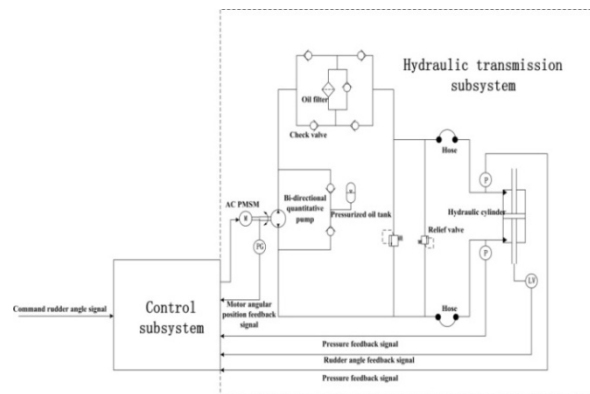 Hydraulic transmission
subsystem
Oil filter
Check valve
Hose
P
AC PMSM
Bi-directional
quantitative
pump
Pressurized oil tank
M
PG
Relief valve
Hydraulic cylinder
P
LV
Control
subsystem
Command rudder angle signal
Motor angular
position feedback
signal
Hose
Pressure feedback signal
Rudder angle feedback signal
Pressure feedback signal